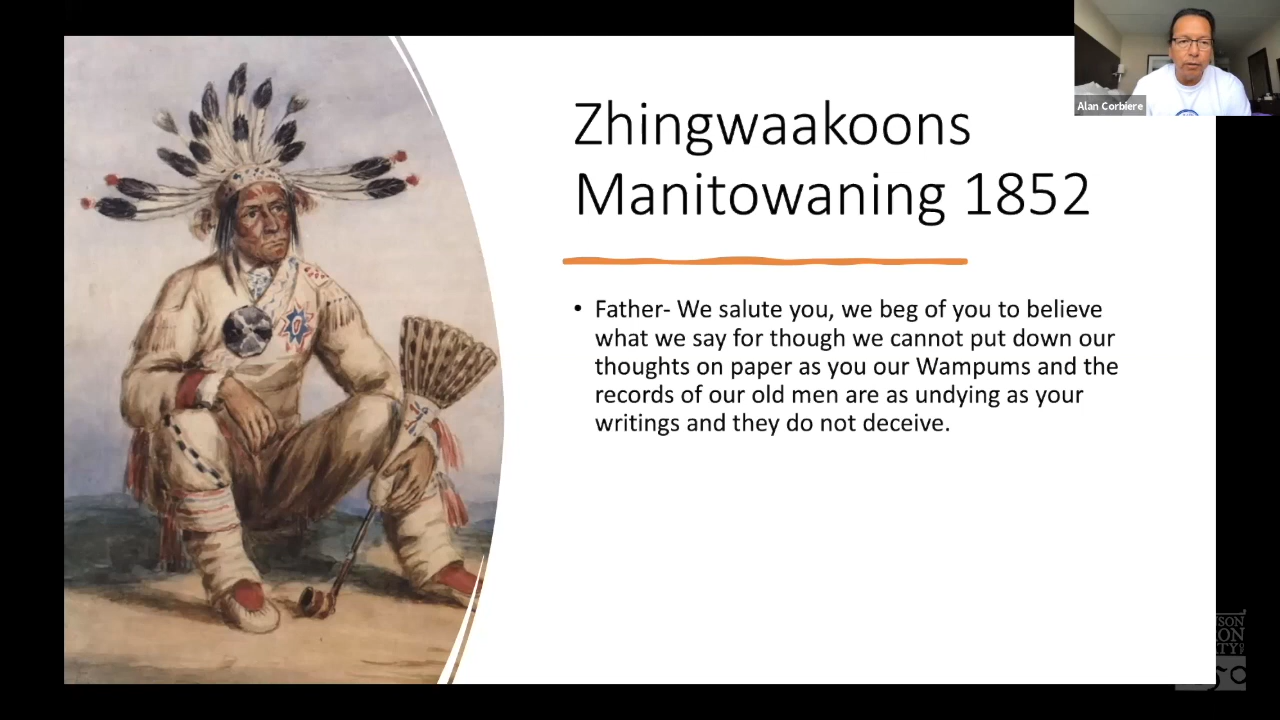 Alan Corbiere
Zhingwaakoons
Manitowaning 1852
• Father- We salute you, we beg of you to believe
what we say for though we cannot put down our
thoughts on paper as you our Wampums and the
records of our old men are as undying as your
writings and they do not deceive.